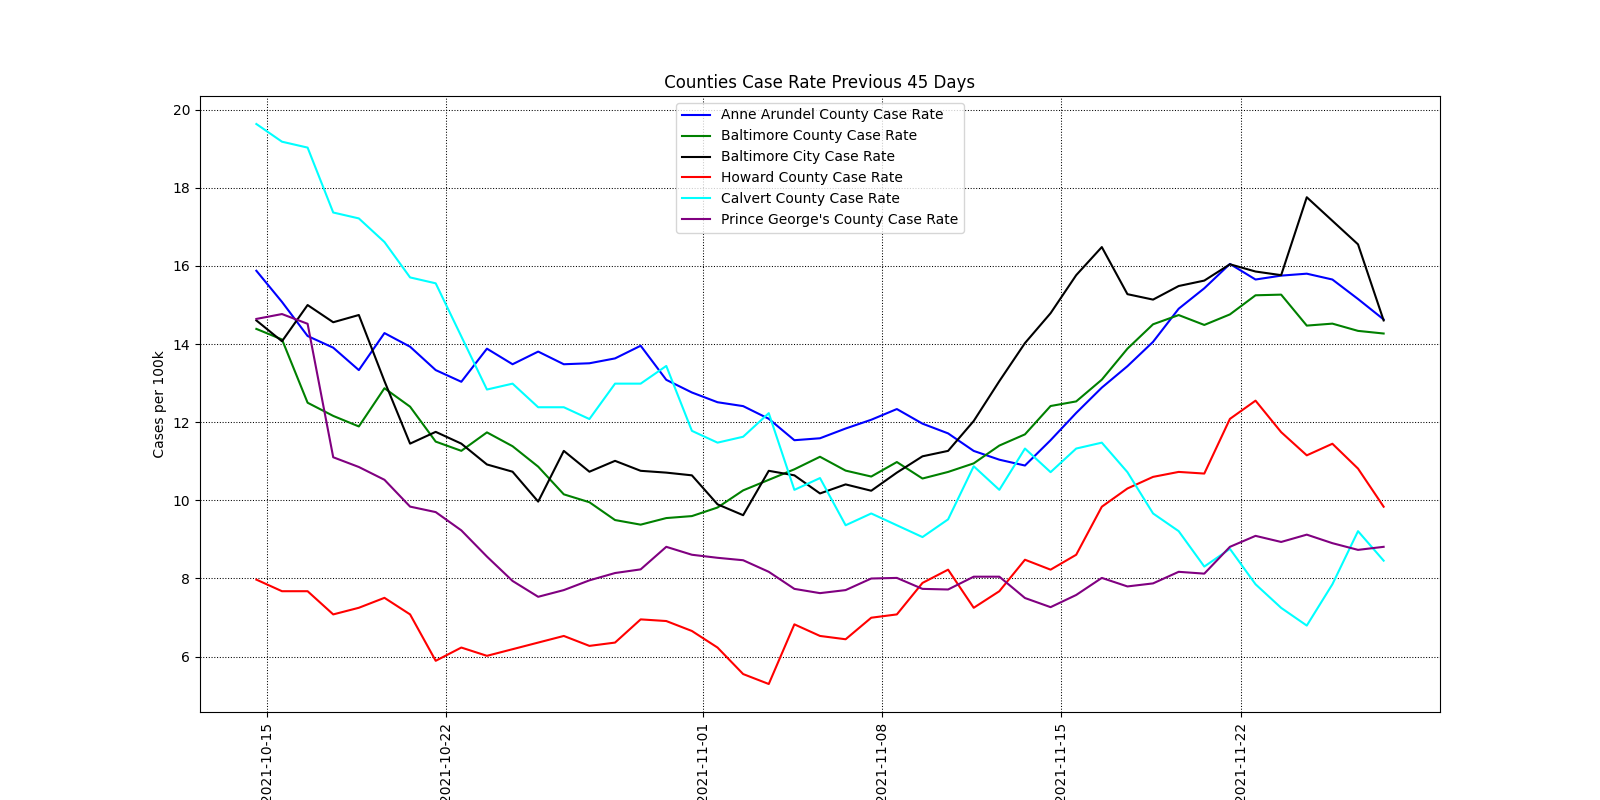 Counties Case Rate Previous 45 Days
Anne Arundel County Case Rate
Baltimore County Case Rate
Baltimore City Case Rate
Howard County Case Rate
Calvert County Case Rate
Prince George's County Case Rate
Cases per 100k
20
18
16
14
12
10
8
6
2021-10-15
2021-10-22
2021-11-01
2021-11-08
2021-11-15
2021-11-22